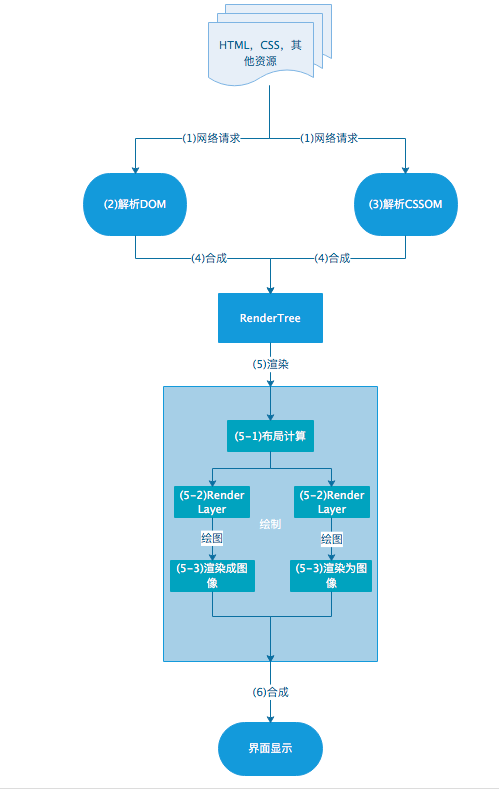 HTML，CSS，其
他资源
(1)网络请求
(1)网络请求
(2)解析DOM
(3)解析CSSOM
(4)合成
(4)合成
RenderTree
(5)渲染
(5-1)布局计算
(5-2)Render
Layer
(5-2)Render
Layer
绘制
绘图
绘图
(5-3)渲染成图
像
(5-3)渲染为图
像
(6)合成
界面显示